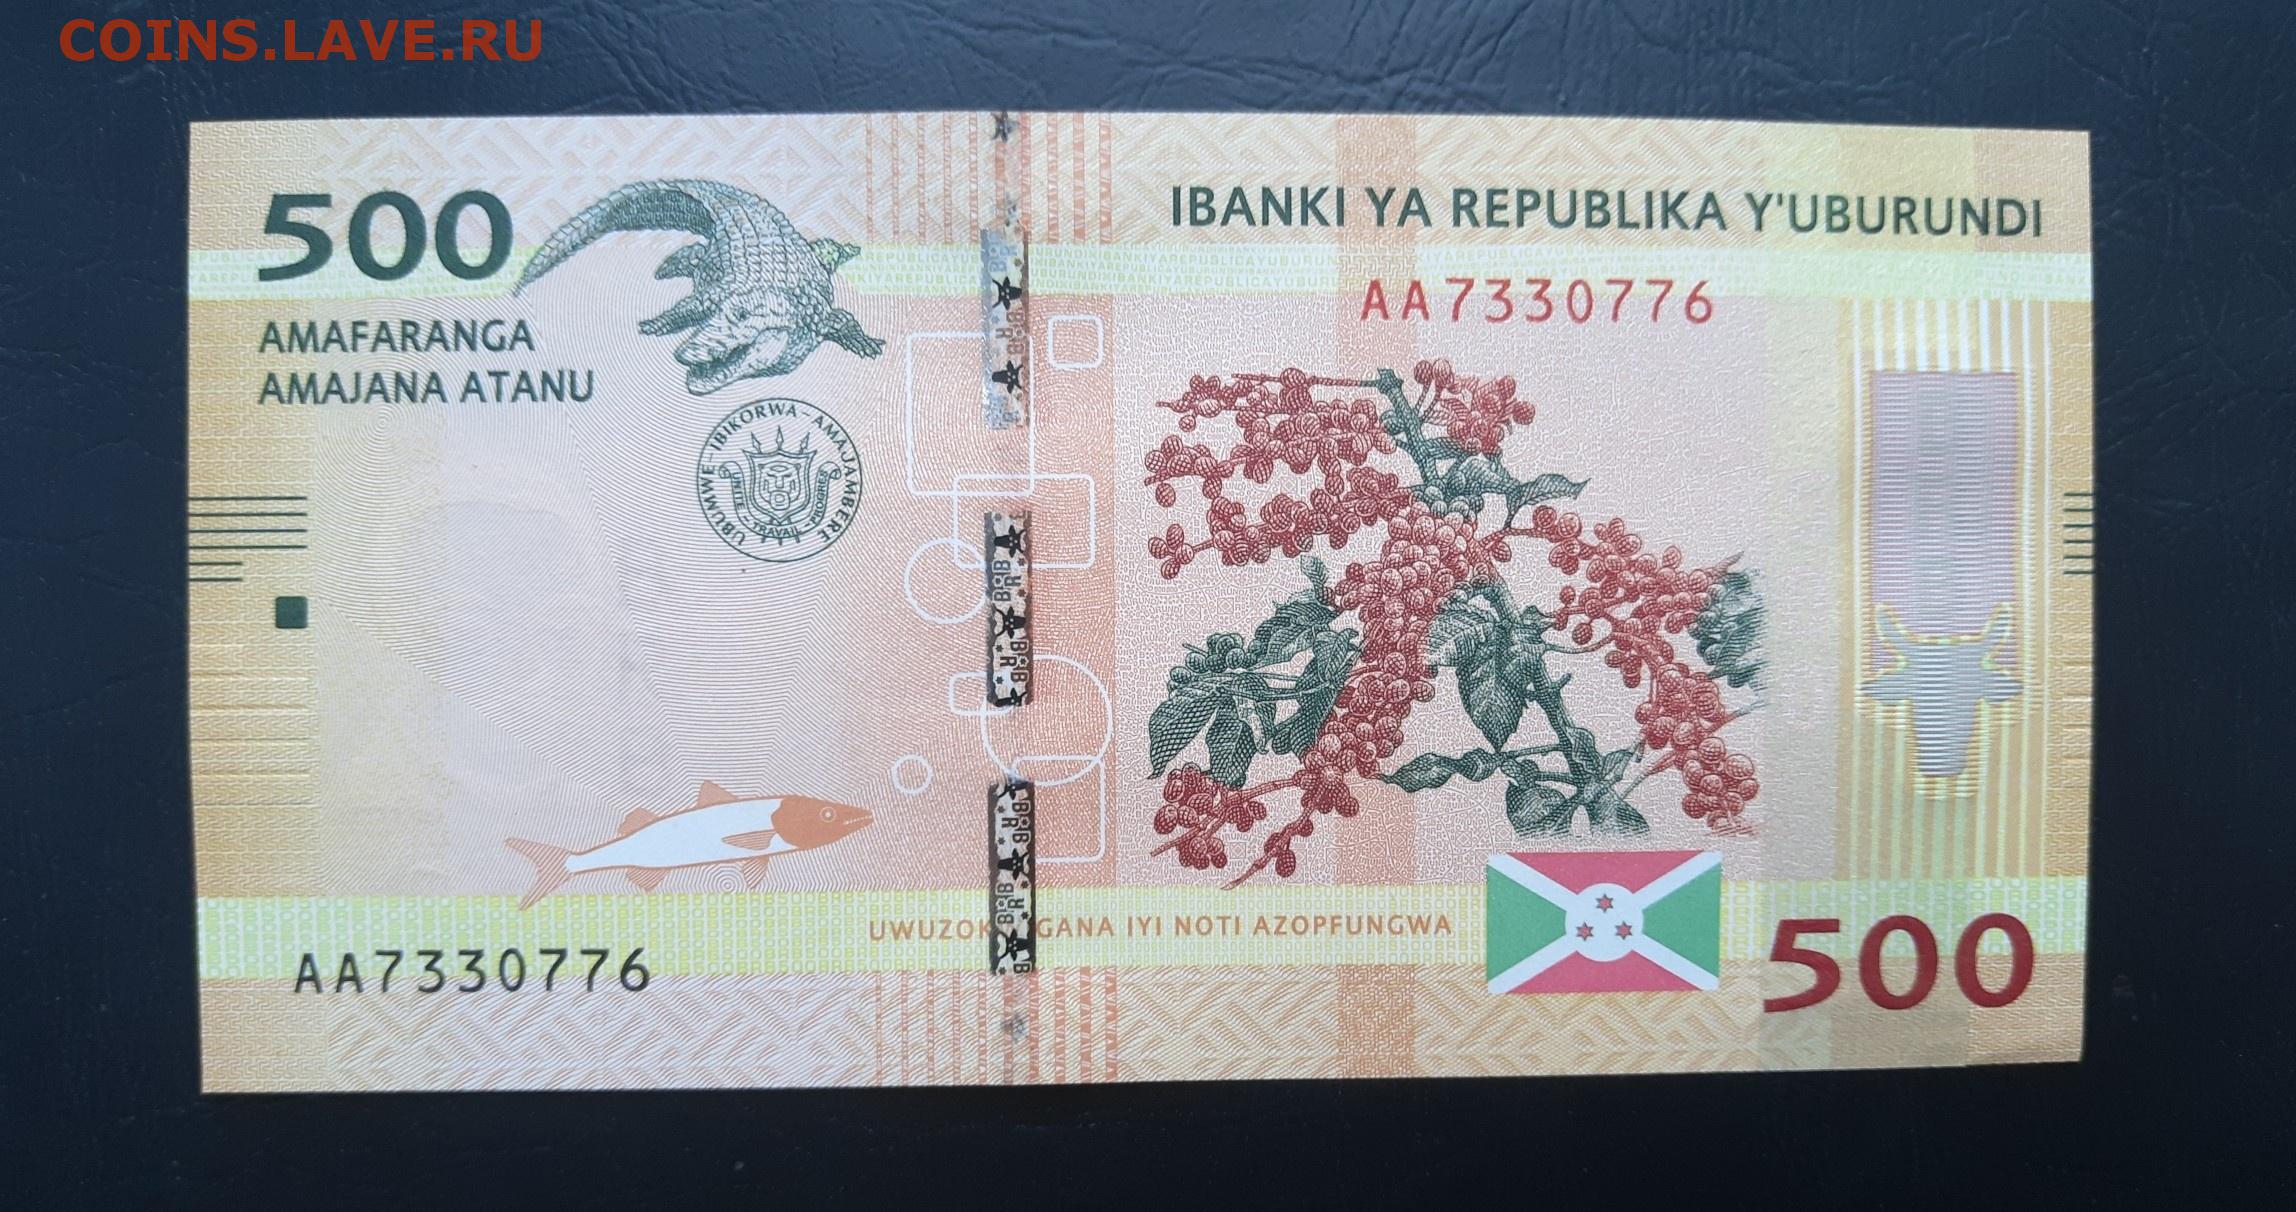 COINS.LAVE.RU
500
IBANKI YA REPUBLIKA Y'UBURUNDI
AA7330776
AMAFARANGA
AMAJANA ATANU
UBUMWE - IBIKORWA - AMAJAMBERE
UNITE - TRAVAIL - PROGRES
GANA IYI NOTI AZOPFUNGWA
AA7330776
500